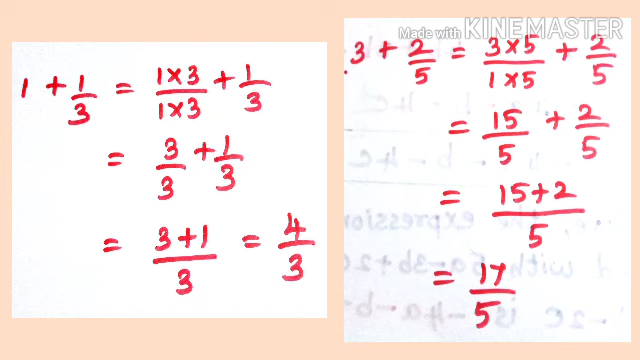 1 + 1/3 = 1×3/1×3 + 1/3
= 3/3 + 1/3
= 3+1/3 = 4/3
Made with KINEMASTER
.3 + 2/5 = 3×5/1×5 + 2/5
= 15/5 + 2/5
= 15+2/5
= 17/5